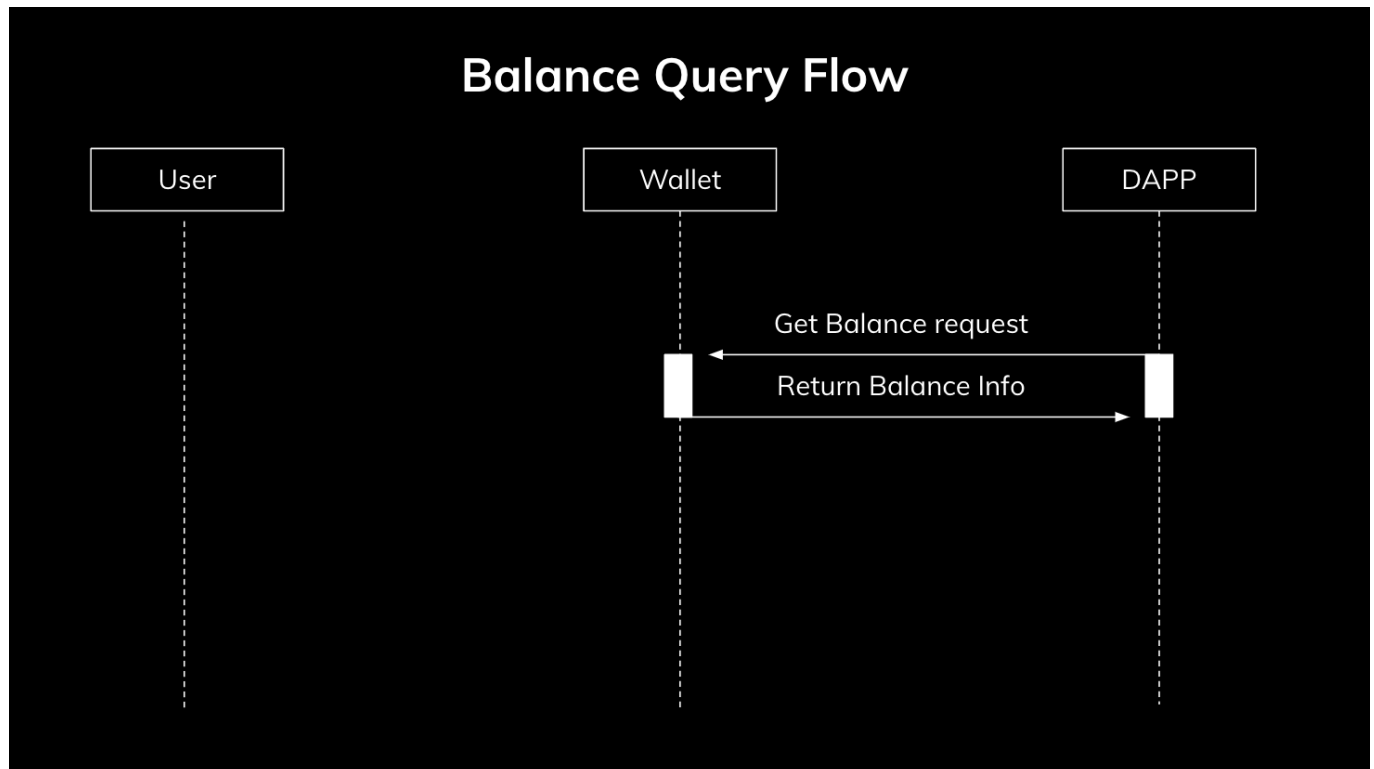 Balance Query Flow
User
Wallet
DAPP
Get Balance request
Return Balance Info